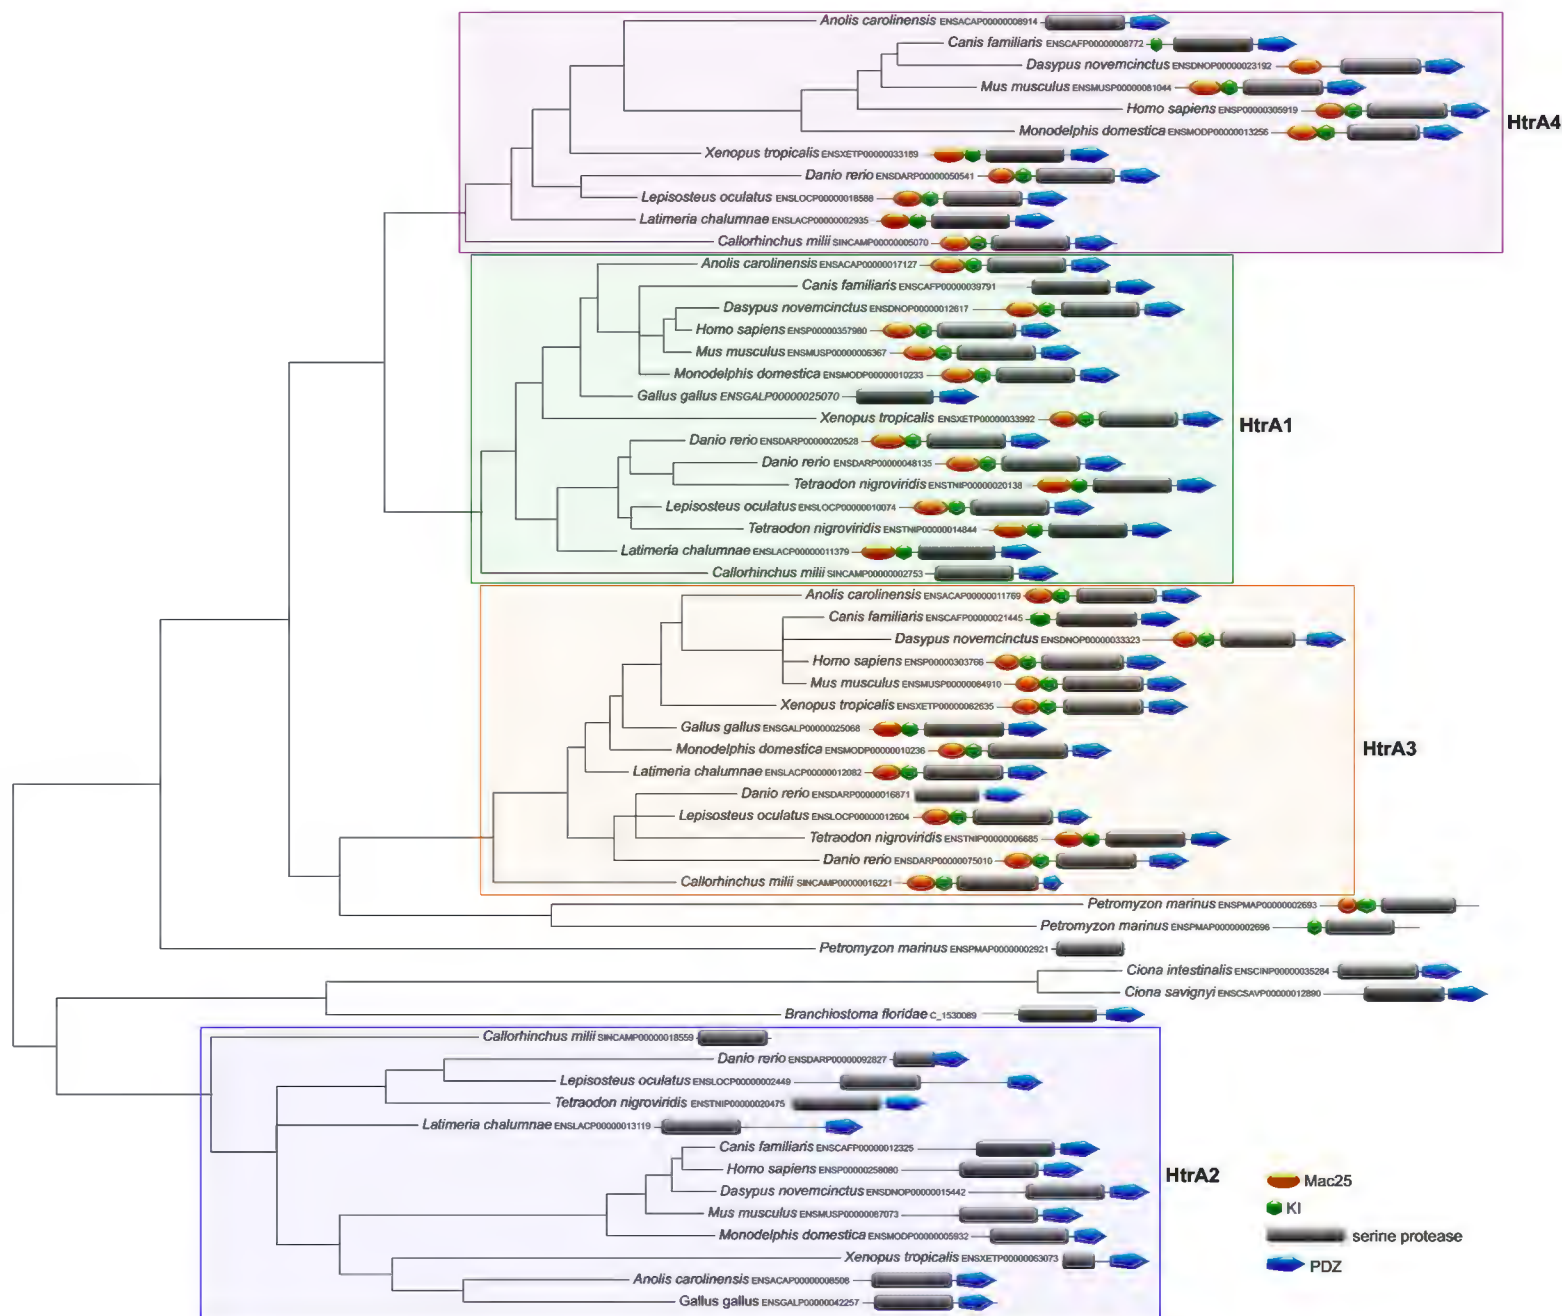 Anolis carolinensis ENSACAP00000008914
Canis familiaris ENSCAFP00000008772
Dasypus novemcinctus ENSDNOP00000023192
Mus musculus ENSMUSP00000081044
Homo sapiens ENSP00000305919
HtrA4
Monodelphis domestica ENSMODP00000013256
Xenopus tropicalis ENSXETP00000033189
Danio rerio ENSDARP00000050541
Lepisosteus oculatus ENSLOCP00000018588
Latimeria chalumnae ENSLACP00000002935
Callorhinchus milii SINCAMP00000005070
Anolis carolinensis ENSACAP00000017127
Canis familiaris ENSCAFP00000039791
Dasypus novemcinctus ENSDNOP00000012617
Homo sapiens ENSP00000357980
Mus musculus ENSMUSP00000006367
Monodelphis domestica ENSMODP00000010233
Gallus gallus ENSGALP00000025070
Xenopus tropicalis ENSXETP00000033992
HtrA1
Danio rerio ENSDARP00000020528
Danio rerio ENSDARP00000048135
Tetraodon nigroviridis ENSTNIP00000020138
Lepisosteus oculatus ENSLOCP00000010074
Tetraodon nigroviridis ENSTNIP00000014844
Latimeria chalumnae ENSLACP00000011379
Callorhinchus milii SINCAMP00000002753
Anolis carolinensis ENSACAP00000011769
Canis familiaris ENSCAFP00000021445
Dasypus novemcinctus ENSDNOP00000033323
Homo sapiens ENSP00000303766
Mus musculus ENSMUSP00000084910
Xenopus tropicalis ENSXETP00000062635
Gallus gallus ENSGALP00000025068
Monodelphis domestica ENSMODP00000010236
HtrA3
Latimeria chalumnae ENSLACP00000012082
Danio rerio ENSDARP00000016871
Lepisosteus oculatus ENSLOCP00000012604
Tetraodon nigroviridis ENSTNIP00000006685
Danio rerio ENSDARP00000075010
Callorhinchus milii SINCAMP00000016221
Petromyzon marinus ENSPMAP00000002693
Petromyzon marinus ENSPMAP00000002696
Petromyzon marinus ENSPMAP00000002921
Ciona intestinalis ENSCINP00000035284
Ciona savignyi ENSCSAVP00000012890
Branchiostoma floridae C_1530089
Callorhinchus milii SINCAMP00000018559
Danio rerio ENSDARP00000092827
Lepisosteus oculatus ENSLOCP00000002449
Tetraodon nigroviridis ENSTNIP00000020475
Latimeria chalumnae ENSLACP00000013119
Canis familiaris ENSCAFP00000012325
Homo sapiens ENSP00000258080
HtrA2
Dasypus novemcinctus ENSDNOP00000015442
Mus musculus ENSMUSP00000087073
Monodelphis domestica ENSMODP00000005932
Xenopus tropicalis ENSXETP00000063073
Anolis carolinensis ENSACAP00000008508
Gallus gallus ENSGALP00000042257
Mac25
KI
serine protease
PDZ